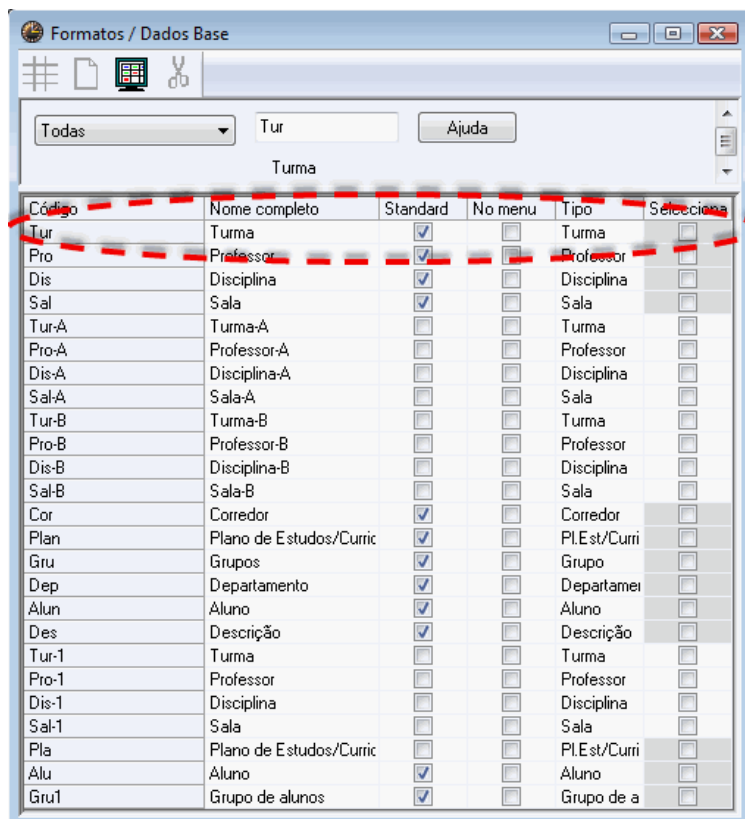 Formatos / Dados Base
Todas Tur Ajuda
Turma
Código Nome completo Standard No menu Tipo Selecciona
Tur Turma Turma
Pro Professor Professor
Dis Disciplina Disciplina
Sal Sala Sala
Tur-A Turma-A Turma
Pro-A Professor-A Professor
Dis-A Disciplina-A Disciplina
Sal-A Sala-A Sala
Tur-B Turma-B Turma
Pro-B Professor-B Professor
Dis-B Disciplina-B Disciplina
Sal-B Sala-B Sala
Cor Corredor Corredor
Plan Plano de Estudos/Curric Pl.Est/Curri
Gru Grupos Grupo
Dep Departamento Departamei
Alun Aluno Aluno
Des Descrição Descrição
Tur-1 Turma Turma
Pro-1 Professor Professor
Dis-1 Disciplina Disciplina
Sal-1 Sala Sala
Pla Plano de Estudos/Curric Pl.Est/Curri
Alu Aluno Aluno
Gru1 Grupo de alunos Grupo de a